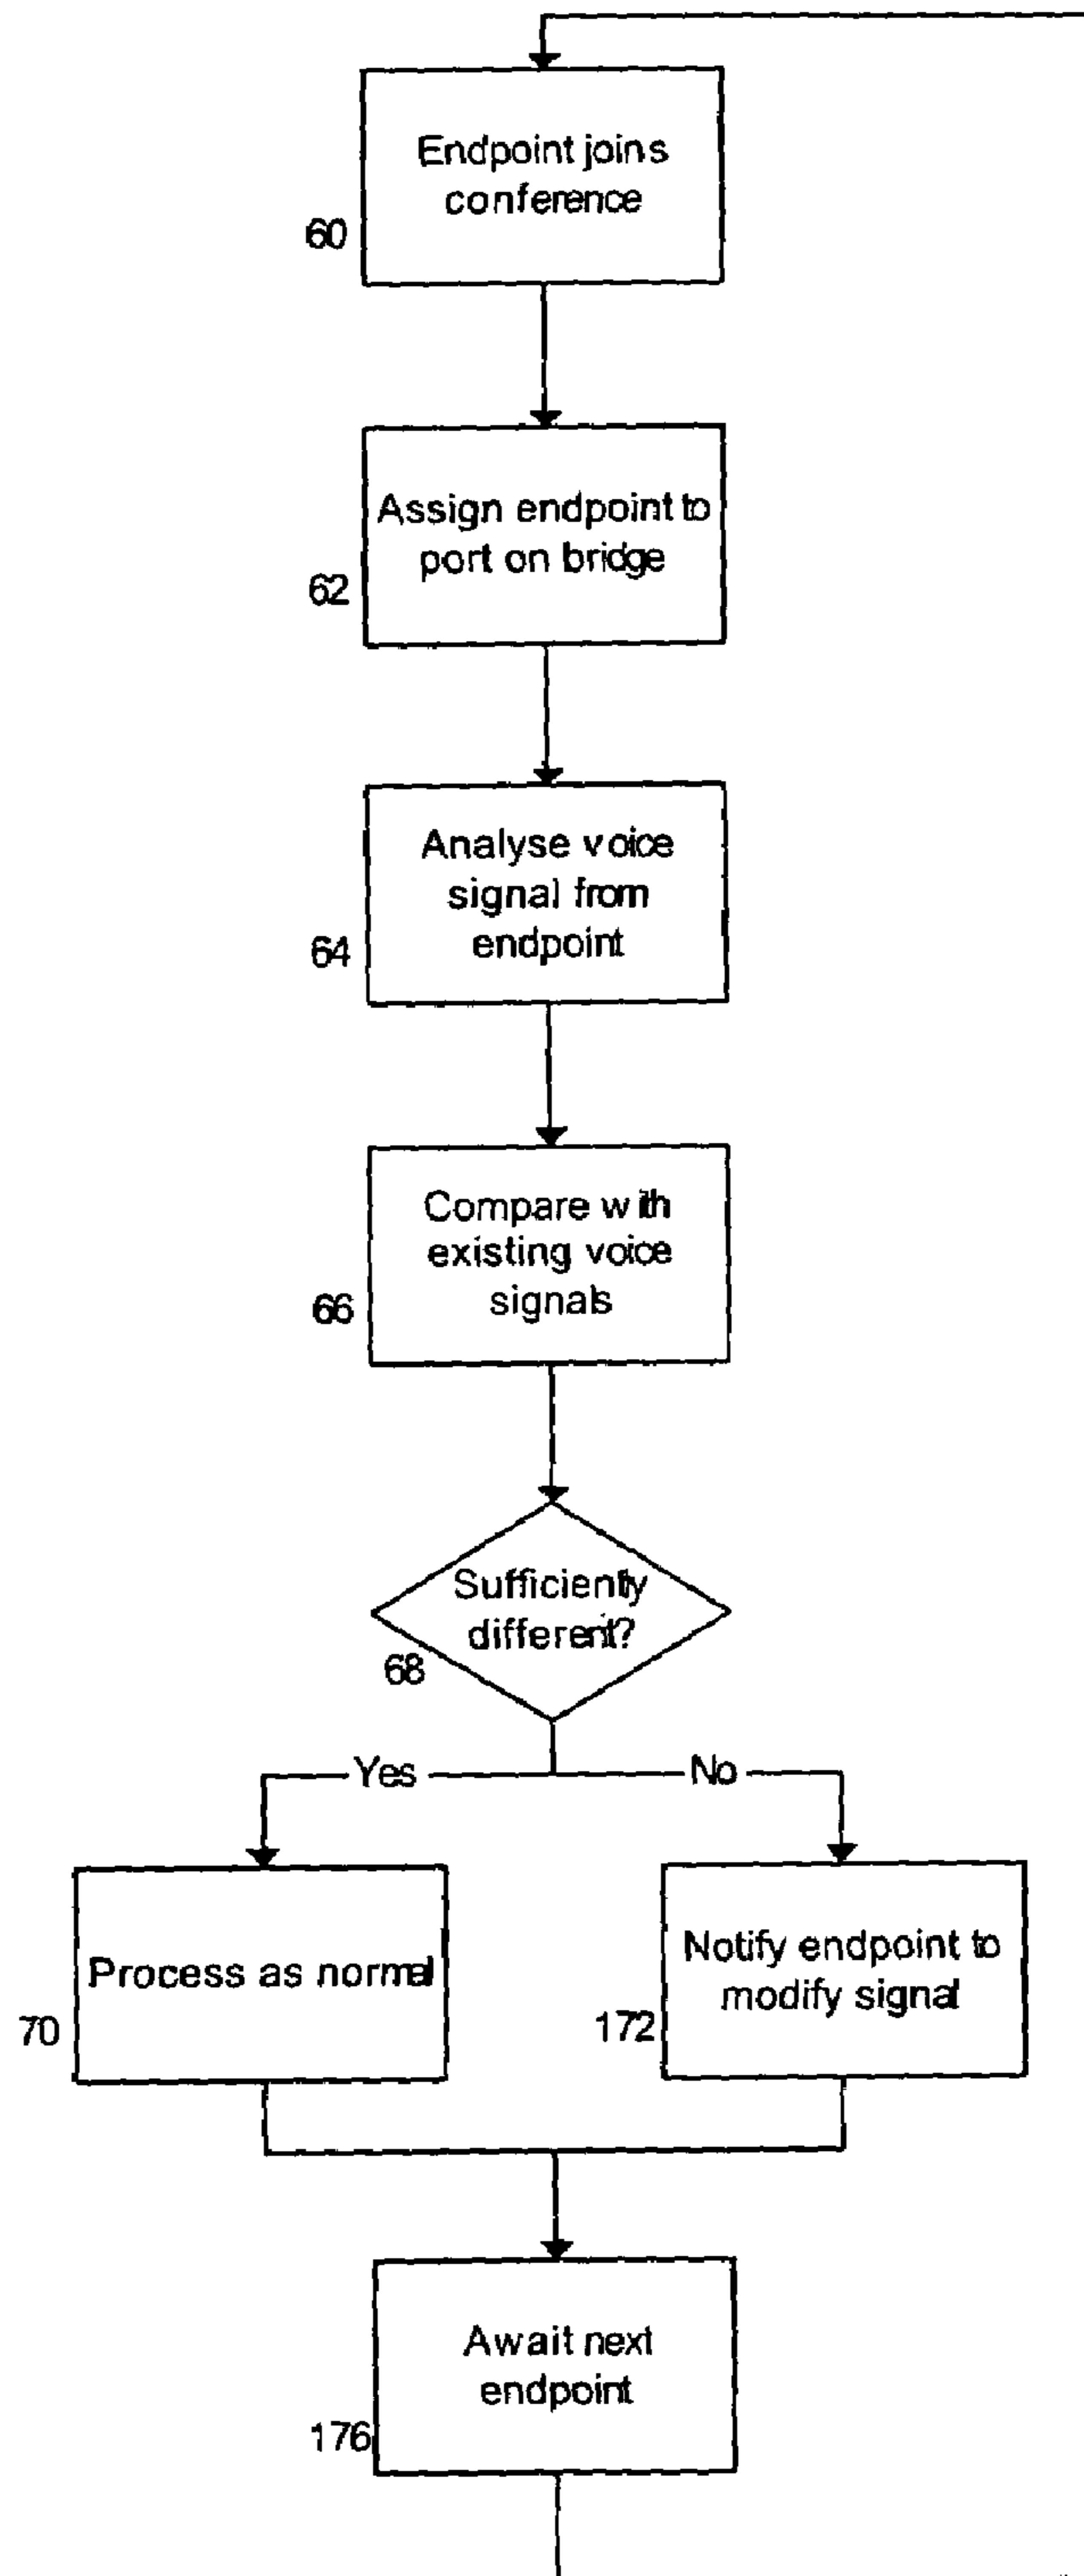 Endpoint joins
conference
60
Assign endpoint to
port on bridge
62
Analyse voice
signal from
endpoint
64
Compare with
existing voice
signals
66
Sufficiently
different?
68
Yes
No
Process as normal
70
Notify endpoint to
modify signal
172
Await next
endpoint
176